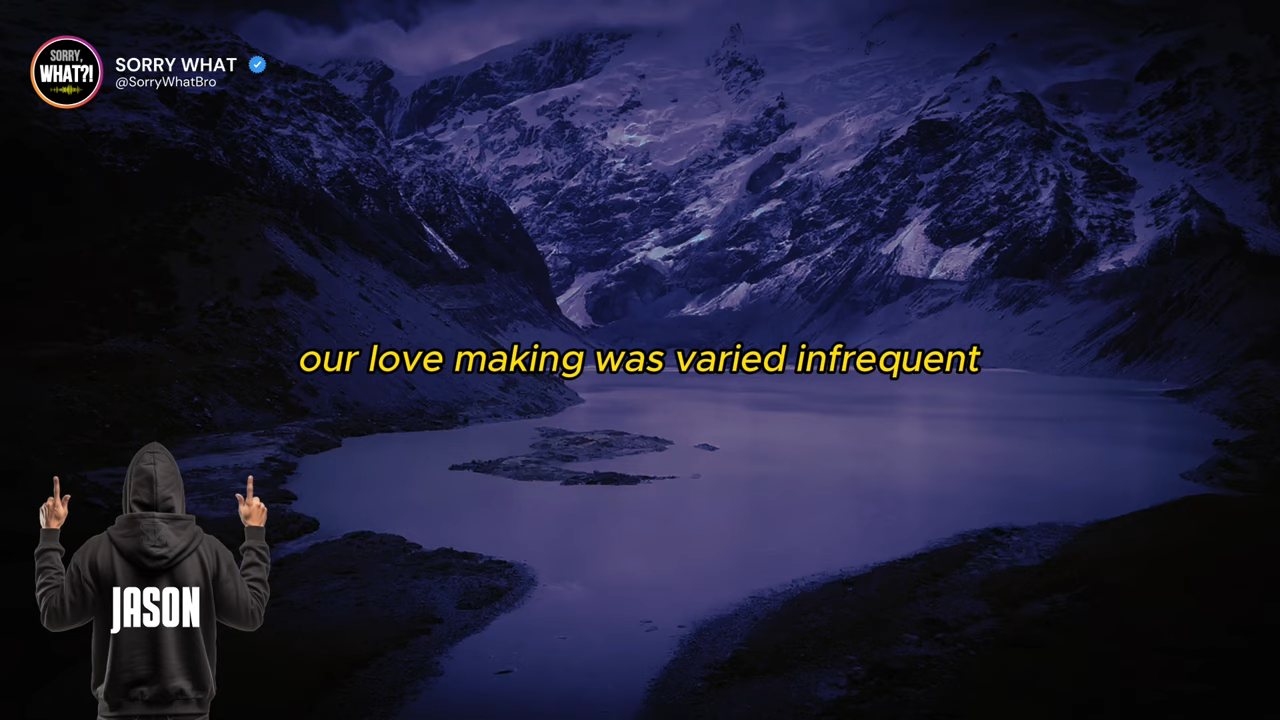 SORRY,
WHAT?!
SORRY WHAT
@SorryWhatBro
our love making was varied infrequent
JASON